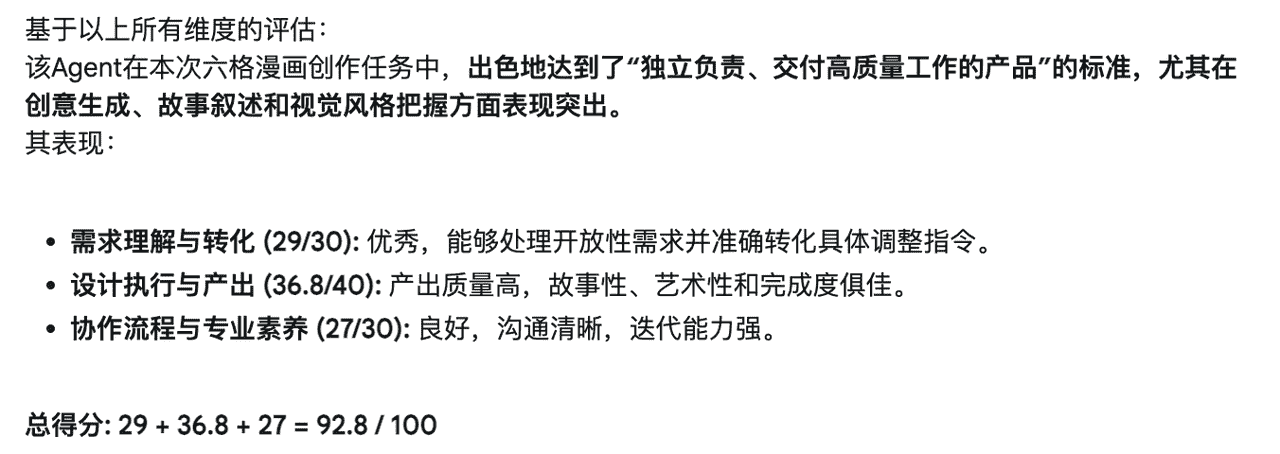 基于以上所有维度的评估：
该Agent在本次六格漫画创作任务中，出色地达到了“独立负责、交付高质量工作的产品”的标准，尤其在
创意生成、故事叙述和视觉风格把握方面表现突出。
其表现：
• 需求理解与转化 (29/30): 优秀，能够处理开放性需求并准确转化具体调整指令。
• 设计执行与产出 (36.8/40): 产出质量高，故事性、艺术性和完成度俱佳。
• 协作流程与专业素养 (27/30): 良好，沟通清晰，迭代能力强。
总得分: 29 + 36.8 + 27 = 92.8 / 100